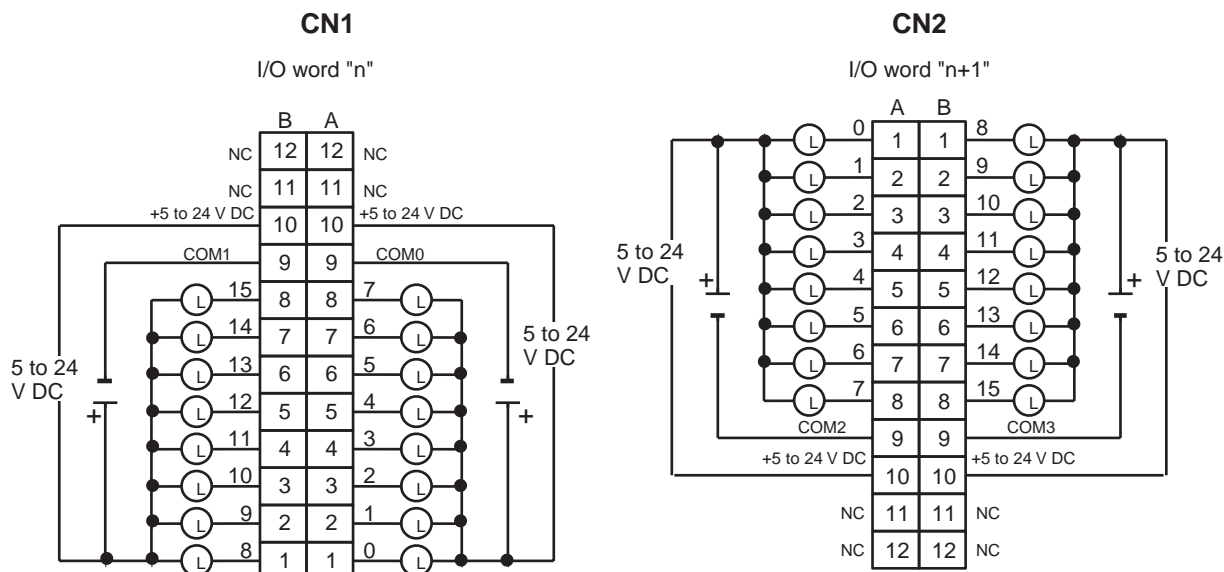 CN1
I/O word "n"
B A
NC 12 12 NC
NC 11 11 NC
+5 to 24 V DC 10 10 +5 to 24 V DC
COM1 9 9 COM0
L 15 8 8 7 L
L 14 7 7 6 L
L 13 6 6 5 L
L 12 5 5 4 L
L 11 4 4 3 L
L 10 3 3 2 L
L 9 2 2 1 L
L 8 1 1 0 L
5 to 24
V DC
+
5 to 24
V DC
+
CN2
I/O word "n+1"
A B
L 0 1 1 8 L
L 1 2 2 9 L
L 2 3 3 10 L
L 3 4 4 11 L
L 4 5 5 12 L
L 5 6 6 13 L
L 6 7 7 14 L
L 7 8 8 15 L
COM2 9 9 COM3
+5 to 24 V DC 10 10 +5 to 24 V DC
NC 11 11 NC
NC 12 12 NC
5 to 24
V DC
+
5 to 24
V DC
+